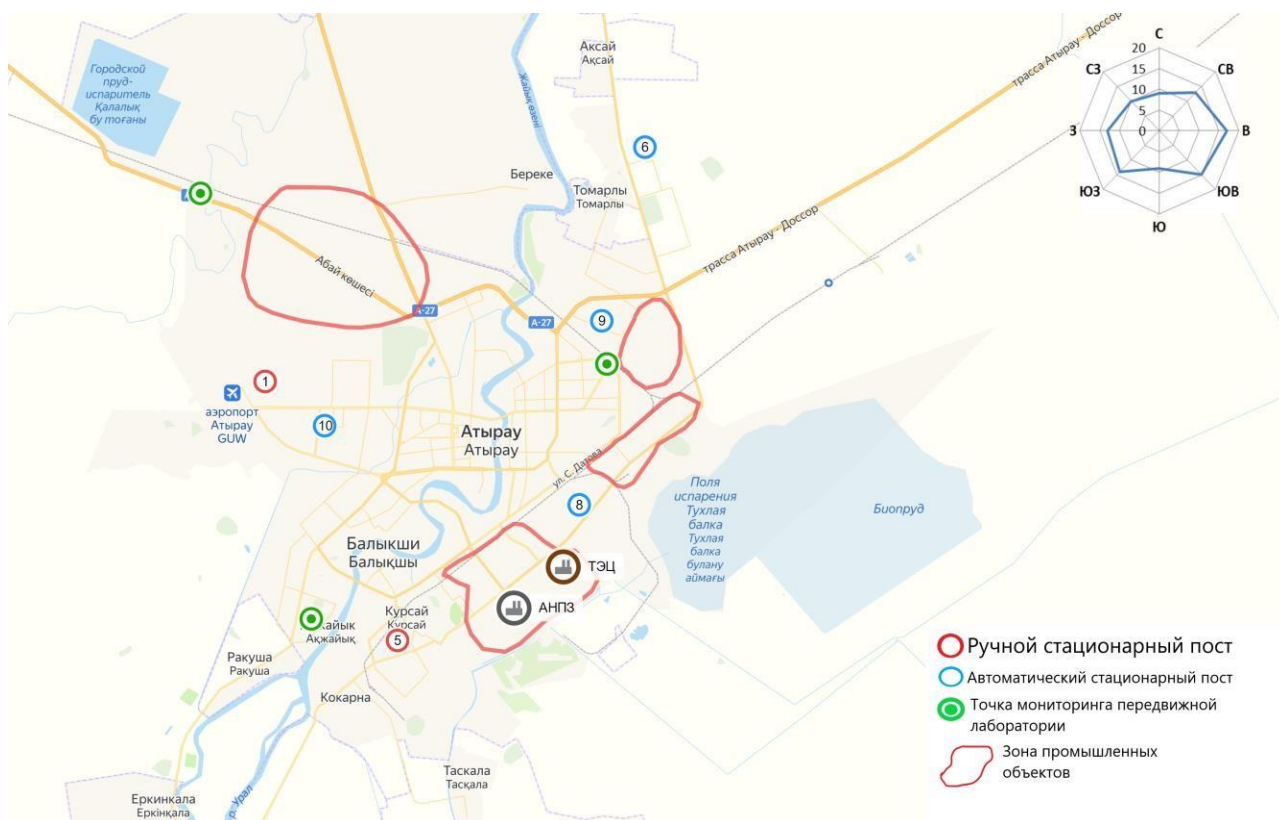 Аксай
Ақсай
Городской
пруд-
испаритель
Қалалық
бу тоғаны
Жайық өзені
трасса Атырау - Доссор
С
20
15
10
5
0
СЗ
СВ
З
В
ЮЗ
ЮВ
Ю
6
Береке
Томарлы
Томарлы
A
трасса Атырау - Доссор
Абай көшесі
A-27
A-27
9
1
аэропорт
Атырау
GUW
10
Атырау
Атырау
ул. С. Датова
8
Поля
испарения
Тухлая
балка
Тухлая
балка
булану
аймағы
Биопруд
Балыкши
Балықшы
ТЭЦ
АНПЗ
Курсай
Курсай
5
жайык
Ақжайық
Ракуша
Ракуша
Кокарна
Таскала
Тасқала
Еркинкала
Еркінқала
р. Урал
Ручной стационарный пост
Автоматический стационарный пост
Точка мониторинга передвижной
лаборатории
Зона промышленных
объектов